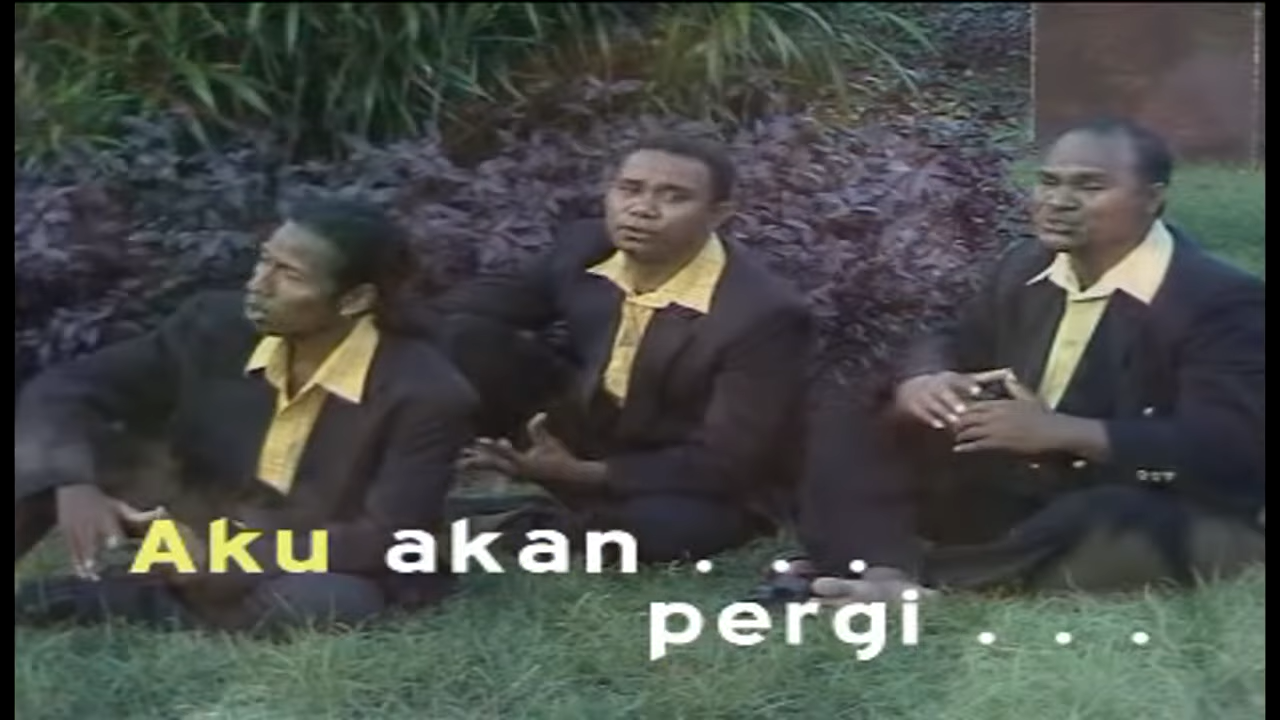 Aku akan . . .
pergi . . .